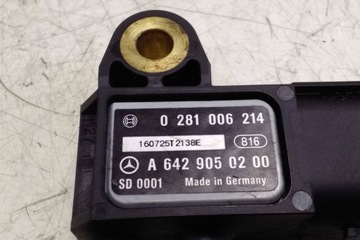 0 281 006 214
160725T2138E
816
A 642 905 02 00
SD 0001 Made in Germany